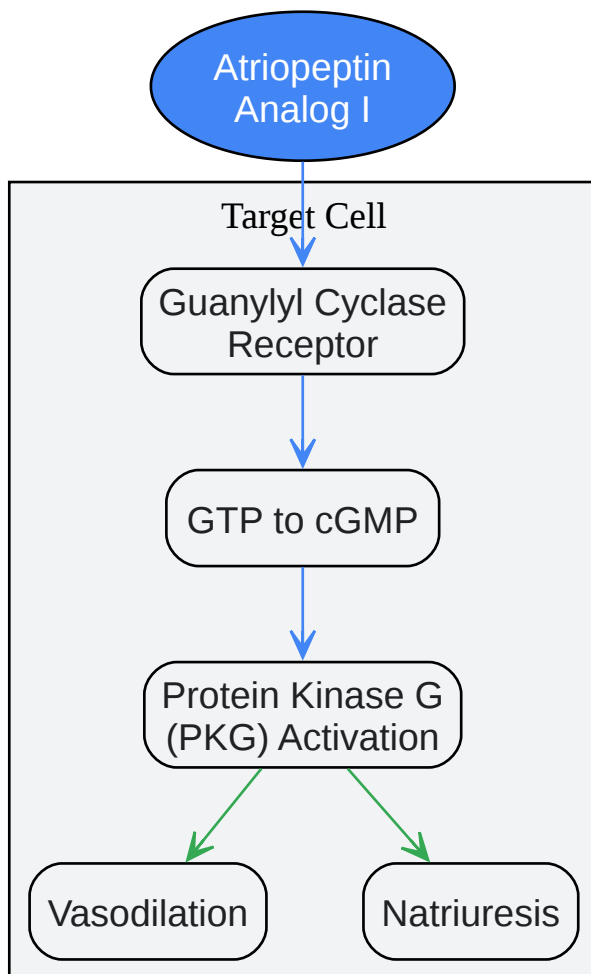 Atriopeptin
Analog I
Target Cell
Guanylyl Cyclase
Receptor
GTP to cGMP
Protein Kinase G
(PKG) Activation
Vasodilation
Natriuresis